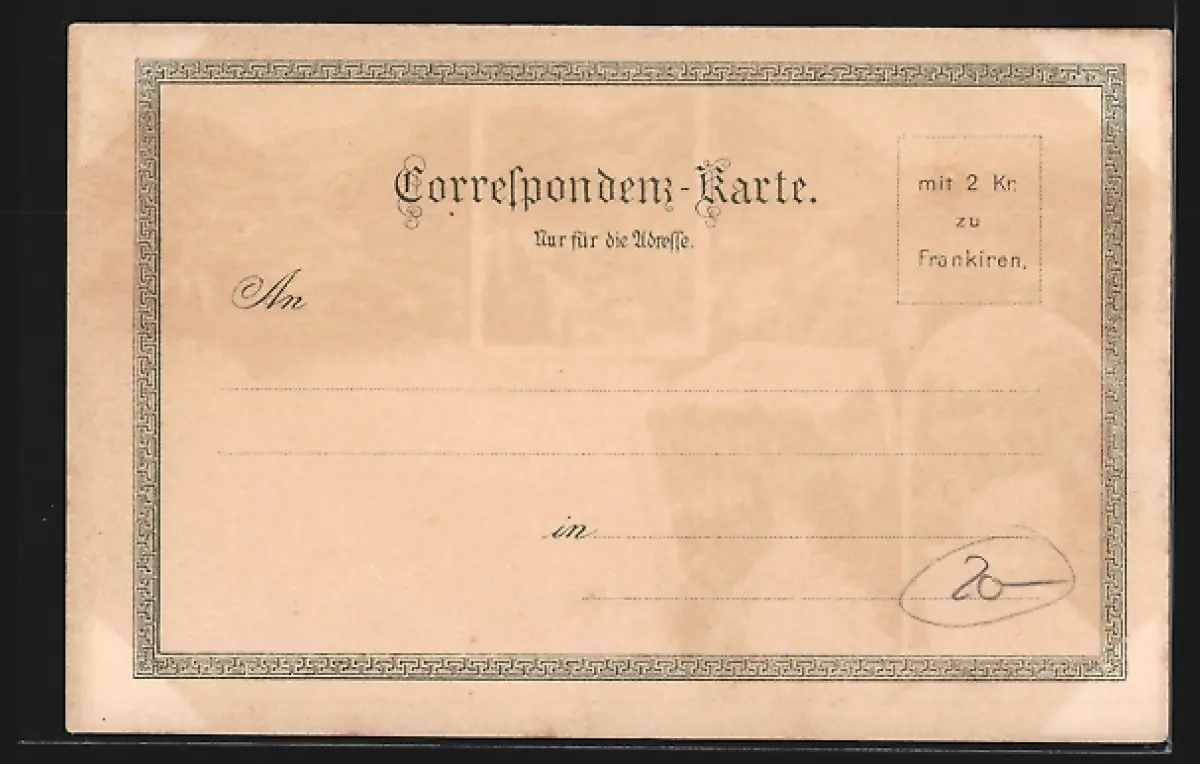 Correſpondenz-Karte.
Nur für die Adreſſe.
mit 2 Kr.
zu
Frankiren.
An
in
20